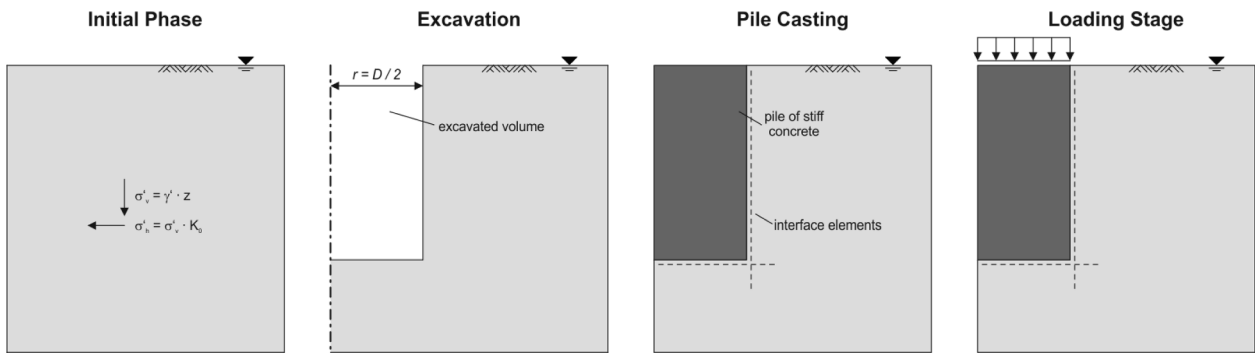 Initial Phase
σ'ᵥ = γ' · z
σ'ₕ = σ'ᵥ · K₀
Excavation
r = D / 2
excavated volume
Pile Casting
pile of stiff
concrete
interface elements
Loading Stage